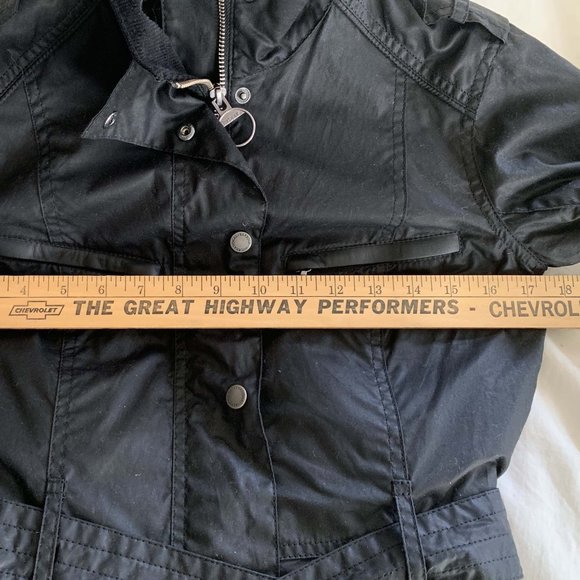 4 5 6 7 8 9 10 11 12 13 14 15 16 17 18
CHEVROLET THE GREAT HIGHWAY PERFORMERS - CHEVROL